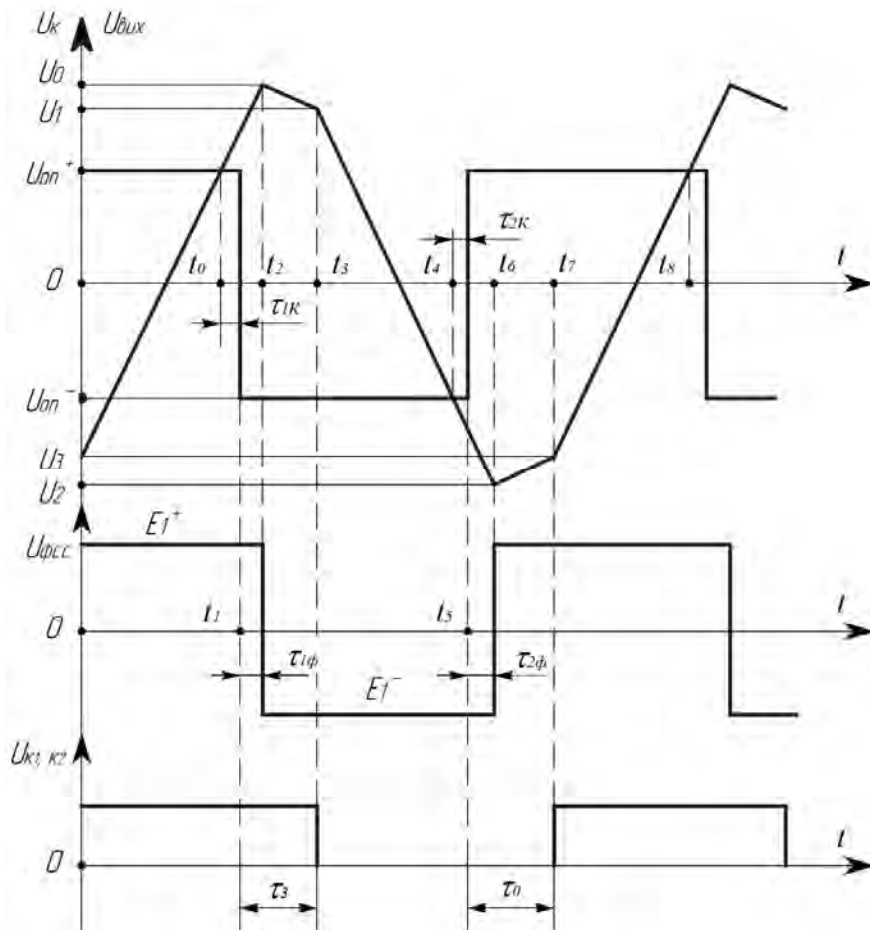 Uк Uвих
U0
U1
Uоп+
τ2к
t0 t2 t3 t4 t6 t7 t8 t
0
τ1к
Uоп-
U3
U2
E1+
Uфсс
t1 t5 t
0
τ1ф τ2ф
E1-
Uк1, к2
t
0
τ3 τ0